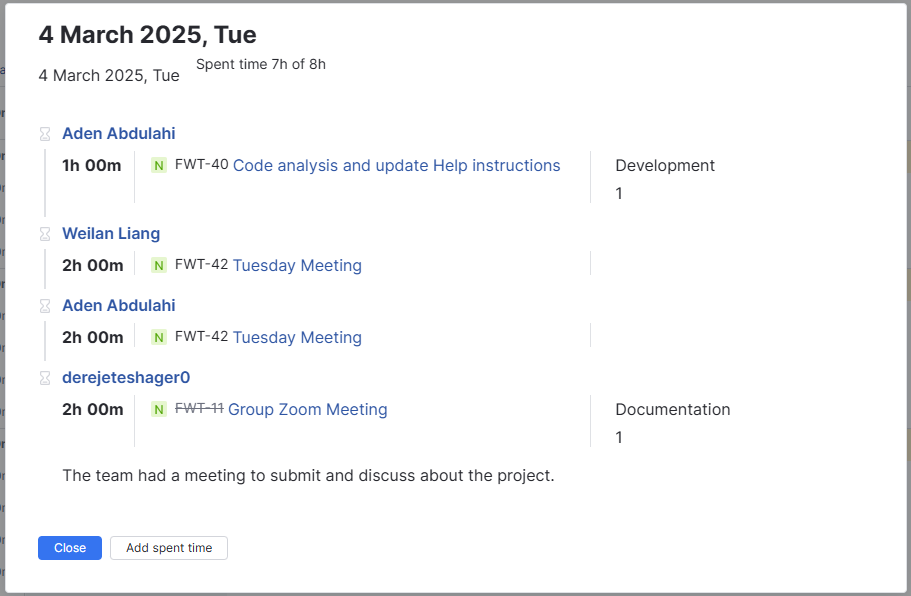 4 March 2025, Tue
4 March 2025, Tue Spent time 7h of 8h
Aden Abdulahi
1h 00m N FWT-40 Code analysis and update Help instructions Development
1
Weilan Liang
2h 00m N FWT-42 Tuesday Meeting
Aden Abdulahi
2h 00m N FWT-42 Tuesday Meeting
derejeteshager0
2h 00m N FWT-11 Group Zoom Meeting Documentation
1
The team had a meeting to submit and discuss about the project.
Close Add spent time